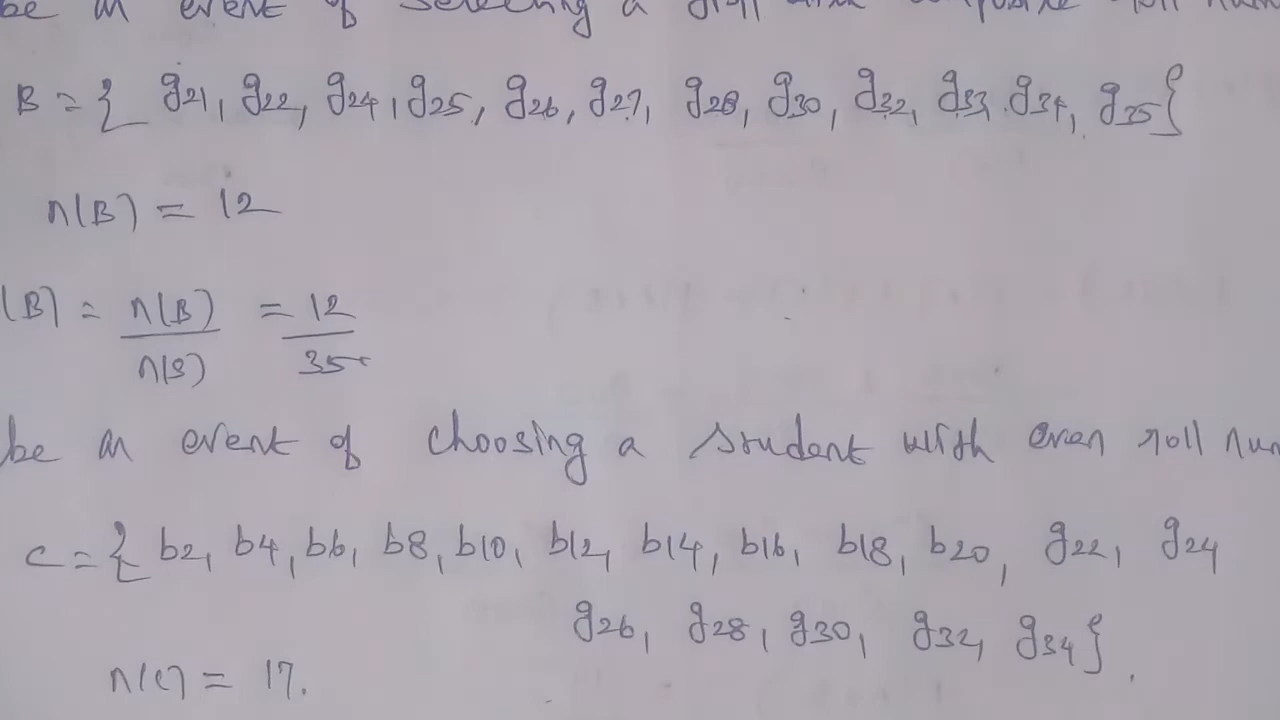 be an event of selecting a girl with composite roll num
B = { g21, g22, g24, g25, g26, g27, g28, g30, g32, g33, g34, g35}
n(B) = 12
(B) = n(B)/n(S) = 12/35
be an event of choosing a student with even roll num
C = { b2, b4, b6, b8, b10, b12, b14, b16, b18, b20, g22, g24
g26, g28, g30, g32, g34}.
n(C) = 17.